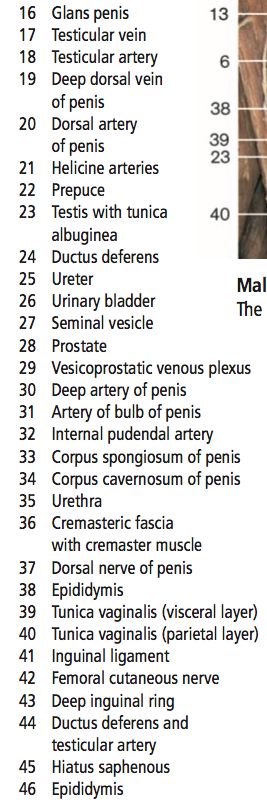 16 Glans penis
17 Testicular vein
18 Testicular artery
19 Deep dorsal vein
of penis
20 Dorsal artery
of penis
21 Helicine arteries
22 Prepuce
23 Testis with tunica
albuginea
24 Ductus deferens
25 Ureter
26 Urinary bladder
27 Seminal vesicle
28 Prostate
29 Vesicoprostatic venous plexus
30 Deep artery of penis
31 Artery of bulb of penis
32 Internal pudendal artery
33 Corpus spongiosum of penis
34 Corpus cavernosum of penis
35 Urethra
36 Cremasteric fascia
with cremaster muscle
37 Dorsal nerve of penis
38 Epididymis
39 Tunica vaginalis (visceral layer)
40 Tunica vaginalis (parietal layer)
41 Inguinal ligament
42 Femoral cutaneous nerve
43 Deep inguinal ring
44 Ductus deferens and
testicular artery
45 Hiatus saphenous
46 Epididymis
13
6
38
39
23
40
Mal
The